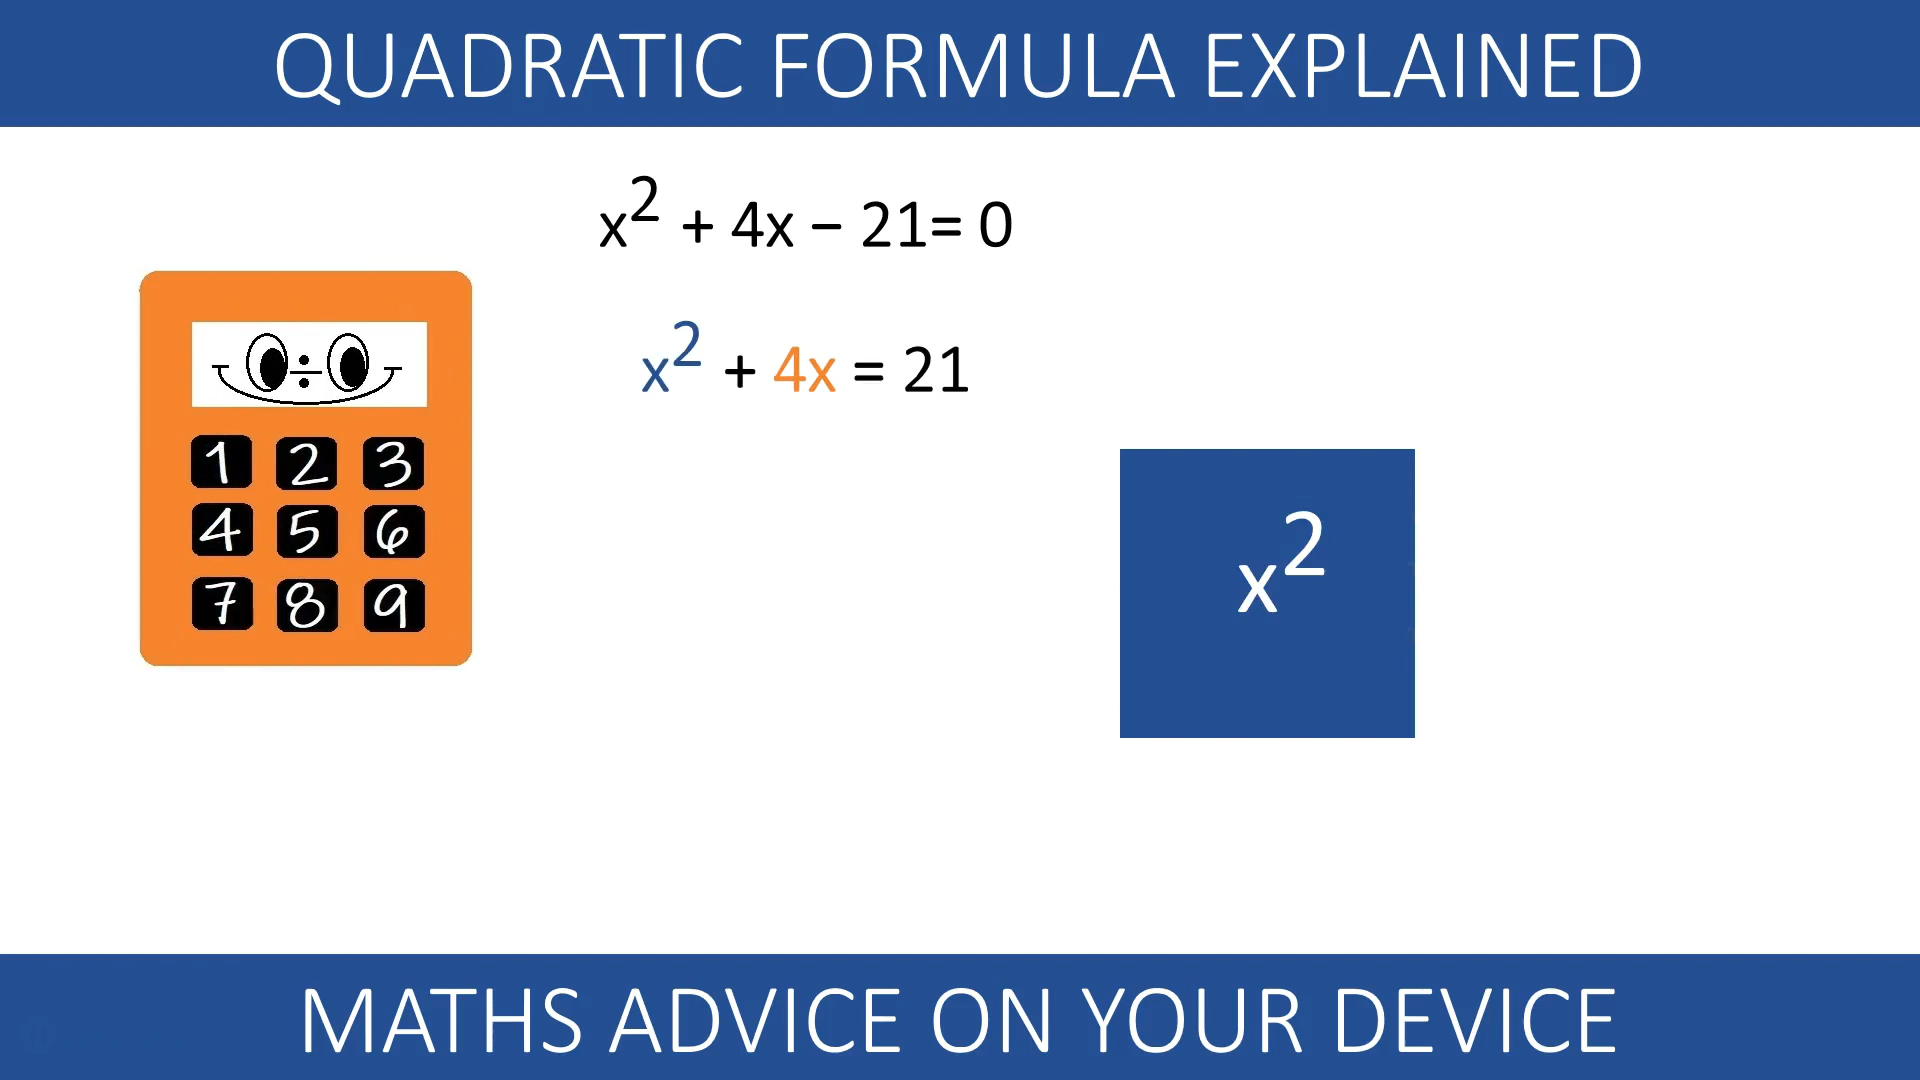 QUADRATIC FORMULA EXPLAINED
x² + 4x – 21= 0
x² + 4x = 21
÷
1 2 3
4 5 6
7 8 9
x²
MATHS ADVICE ON YOUR DEVICE